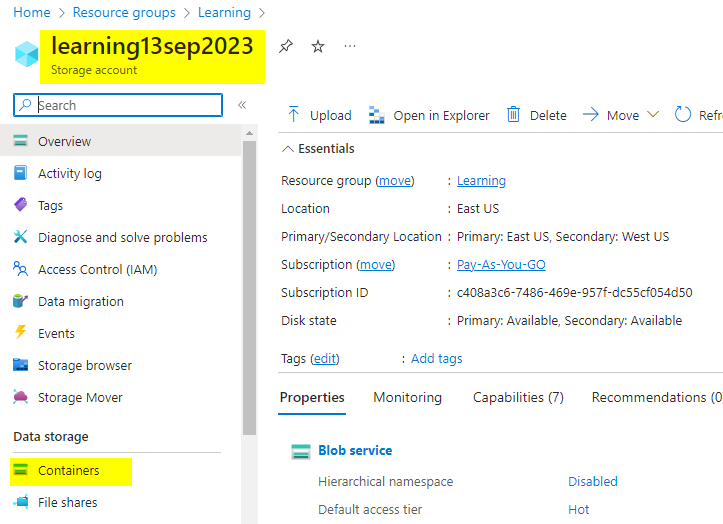 Home > Resource groups > Learning >
learning13sep2023
Storage account
Search
Overview
Activity log
Tags
Diagnose and solve problems
Access Control (IAM)
Data migration
Events
Storage browser
Storage Mover
Data storage
Containers
File shares
Upload Open in Explorer Delete Move Refre
Essentials
Resource group (move) : Learning
Location : East US
Primary/Secondary Location : Primary: East US, Secondary: West US
Subscription (move) : Pay-As-You-GO
Subscription ID : c408a3c6-7486-469e-957f-dc55cf054d50
Disk state : Primary: Available, Secondary: Available
Tags (edit) : Add tags
Properties Monitoring Capabilities (7) Recommendations (0
Blob service
Hierarchical namespace Disabled
Default access tier Hot